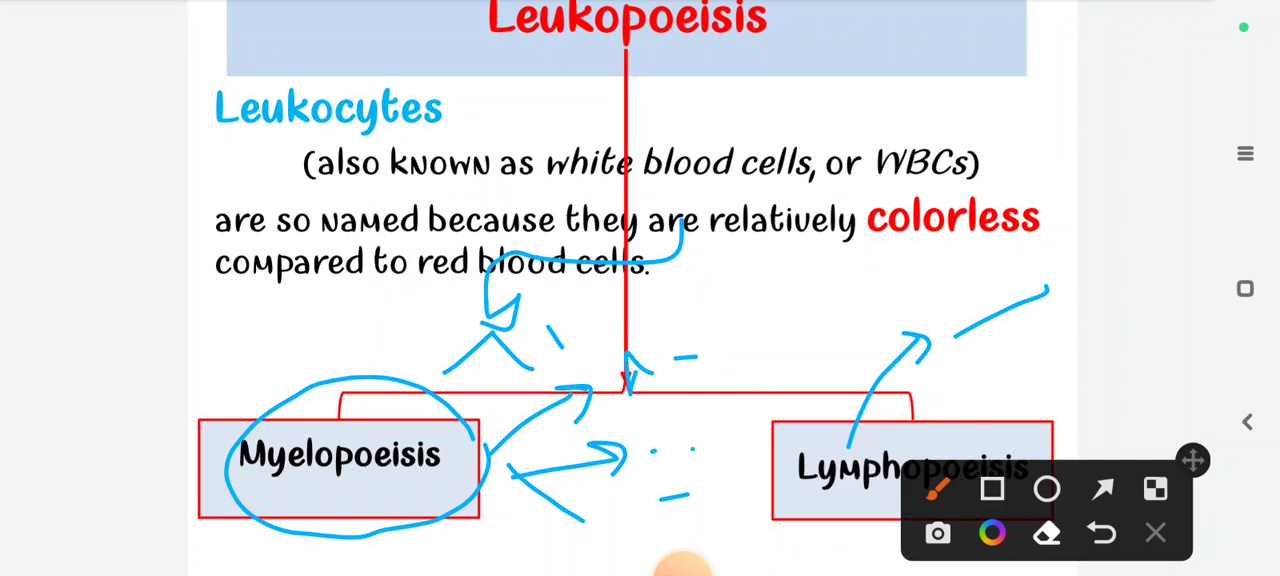 Leukopoeisis
Leukocytes
(also known as white blood cells, or WBCs)
are so named because they are relatively colorless
compared to red blood cells.
Myelopoeisis
Lymphopoeisis